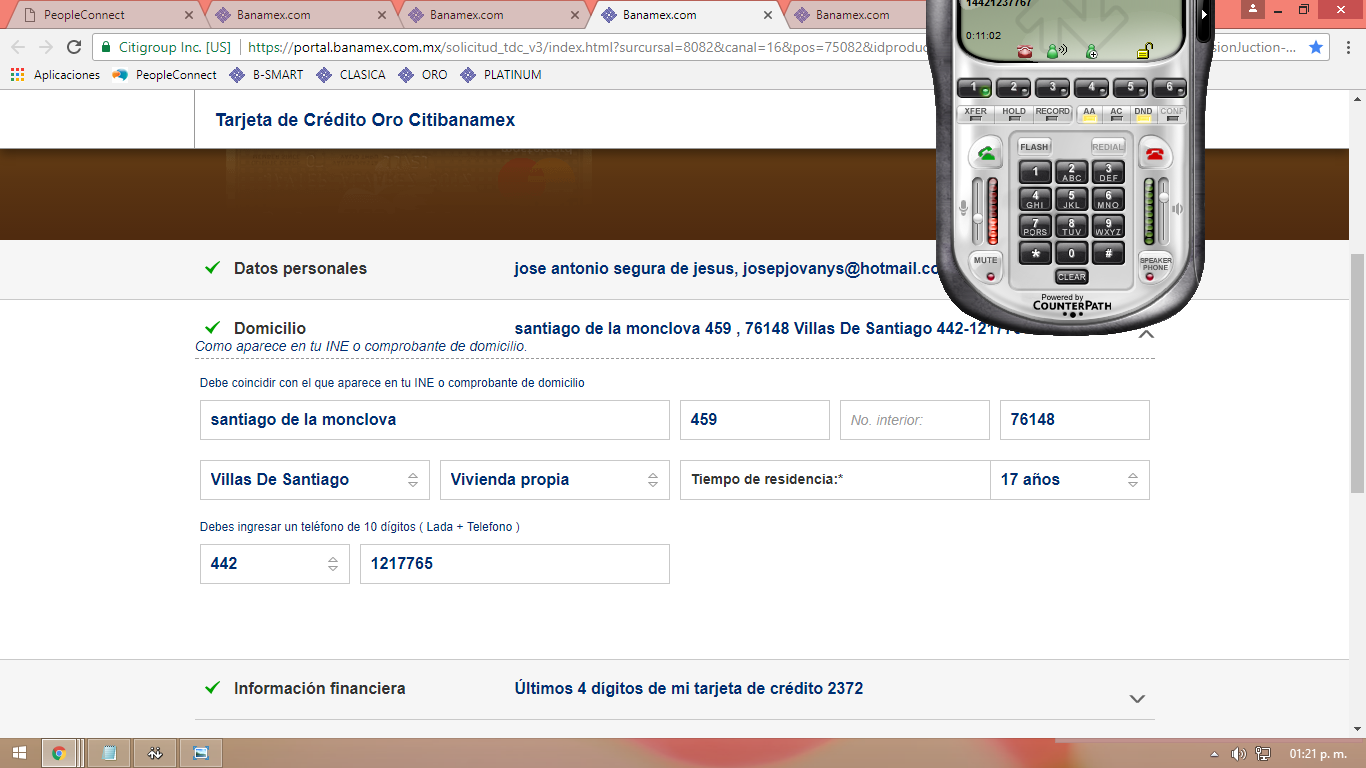 PeopleConnect
Banamex.com
Banamex.com
Banamex.com
Banamex.com
Citigroup Inc. [US]
https://portal.banamex.com.mx/solicitud_tdc_v3/index.html?surcursal=8082&canal=16&pss=75082&idproduc
sionJuction-...
Aplicaciones
PeopleConnect
B-SMART
CLASICA
ORO
PLATINUM
14421237767
0:11:02
1 2 3 4 5 6
XFER HOLD RECORD AA AC DND CONF
FLASH REDIAL
1 2 ABC 3 DEF
4 GHI 5 JKL 6 MNO
7 PQRS 8 TUV 9 WXYZ
* 0 #
MUTE
CLEAR
SPEAKER PHONE
Powered by
COUNTERPATH
Tarjeta de Crédito Oro Citibanamex
Datos personales
jose antonio segura de jesus, josepjovanys@hotmail.co
Domicilio
santiago de la monclova 459 , 76148 Villas De Santiago 442-12177
Como aparece en tu INE o comprobante de domicilio.
Debe coincidir con el que aparece en tu INE o comprobante de domicilio
santiago de la monclova
459
No. interior:
76148
Villas De Santiago
Vivienda propia
Tiempo de residencia:*
17 años
Debes ingresar un teléfono de 10 dígitos ( Lada + Telefono )
442
1217765
Información financiera
Últimos 4 dígitos de mi tarjeta de crédito 2372
01:21 p. m.